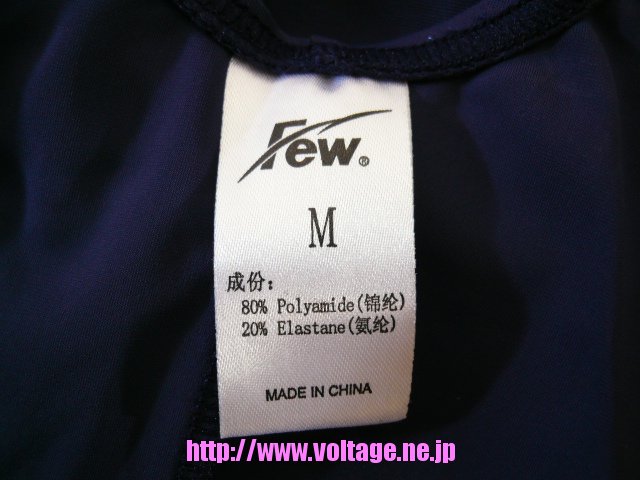 Few®
M
成份:
80% Polyamide(锦纶)
20% Elastane(氨纶)
MADE IN CHINA
http://www.voltage.ne.jp